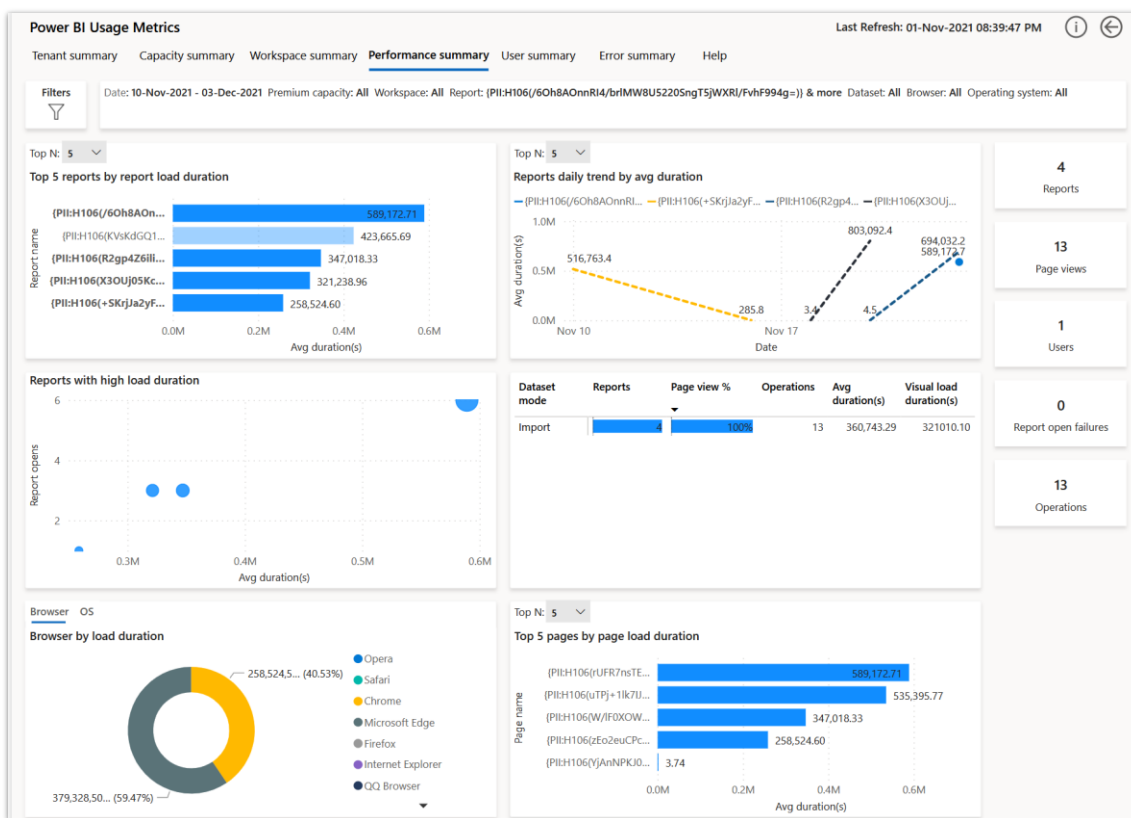 Power BI Usage Metrics
Last Refresh: 01-Nov-2021 08:39:47 PM
Tenant summary Capacity summary Workspace summary Performance summary User summary Error summary Help
Filters
Date: 10-Nov-2021 - 03-Dec-2021 Premium capacity: All Workspace: All Report: {PII:H106(/6Oh8AOnnRI4/brlMW8U5220SngT5jWXRl/FvhF994g=)} & more Dataset: All Browser: All Operating system: All
Top N: 5
Top 5 reports by report load duration
Report name
{PII:H106(/6Oh8AOn... 589,172.71
{PII:H106(KVsKdGQ1... 423,665.69
{PII:H106(R2gp4Z6ili... 347,018.33
{PII:H106(X3OUj05Kc... 321,238.96
{PII:H106(+SKrjJa2yF... 258,524.60
0.0M 0.2M 0.4M 0.6M
Avg duration(s)
Top N: 5
Reports daily trend by avg duration
{PII:H106(/6Oh8AOnnRI... {PII:H106(+SKrjJa2yF... {PII:H106(R2gp4... {PII:H106(X3OUj...
Avg duration(s)
1.0M
0.5M
0.0M
516,763.4
285.8
3.4
803,092.4
4.5
694,032.2
589,172.7
Nov 10 Nov 17
Date
4
Reports
13
Page views
1
Users
0
Report open failures
13
Operations
Reports with high load duration
Report opens
6
4
2
0.3M 0.4M 0.5M 0.6M
Avg duration(s)
Dataset mode Reports Page view % Operations Avg duration(s) Visual load duration(s)
Import 4 100% 13 360,743.29 321010.10
Browser OS
Browser by load duration
258,524,5... (40.53%)
379,328,50... (59.47%)
Opera
Safari
Chrome
Microsoft Edge
Firefox
Internet Explorer
QQ Browser
Top N: 5
Top 5 pages by page load duration
Page name
{PII:H106(rUFR7nsTE... 589,172.71
{PII:H106(uTPj+1lk7IJ... 535,395.77
{PII:H106(W/lF0XOW... 347,018.33
{PII:H106(zEo2euCPc... 258,524.60
{PII:H106(YjAnNPKJ0... 3.74
0.0M 0.2M 0.4M 0.6M
Avg duration(s)